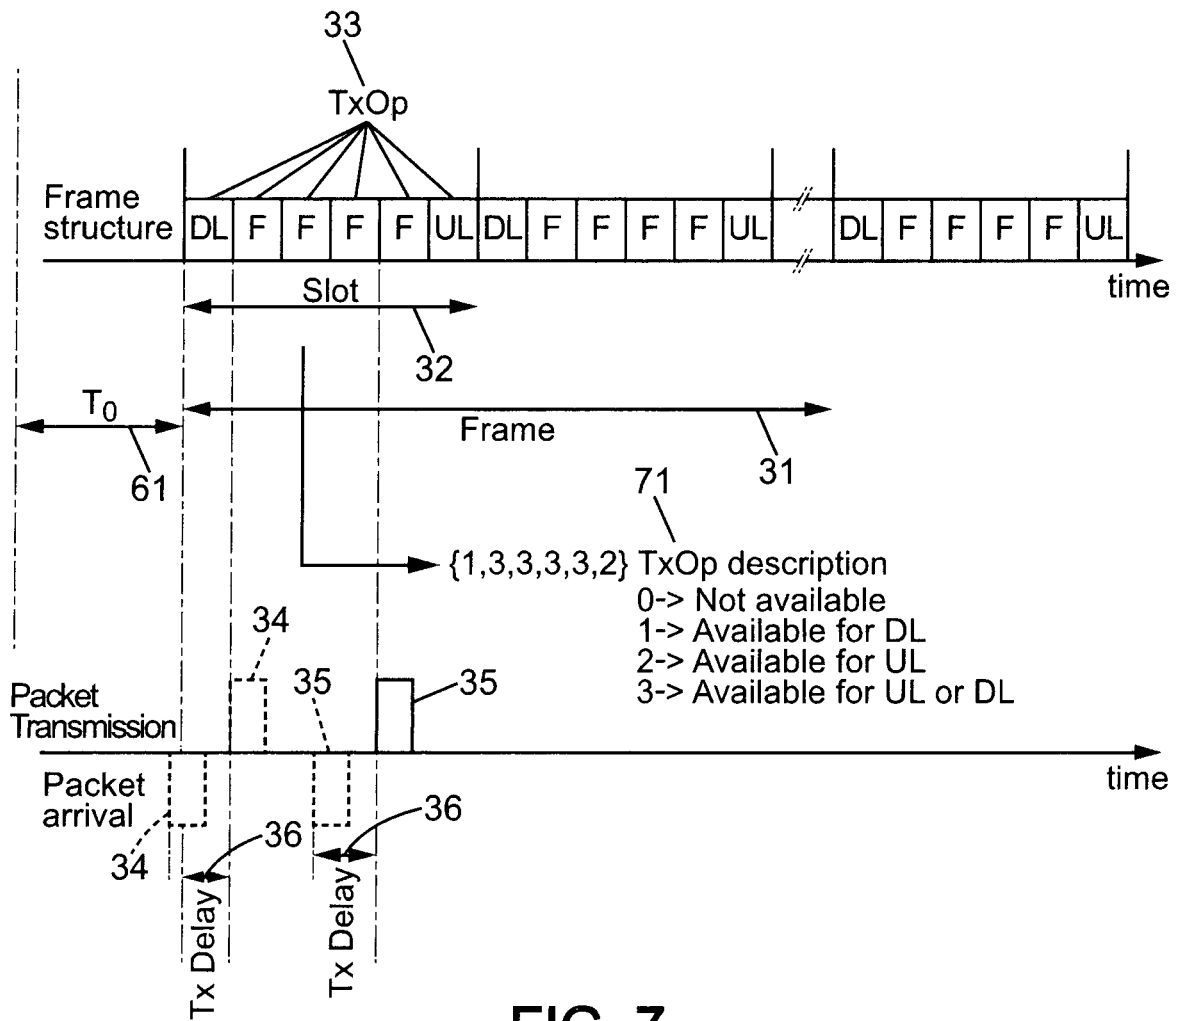 33
TxOp
Frame
structure
DL F F F F UL DL F F F F UL DL F F F F UL
time
Slot
32
T0
Frame
61
31
71
{1,3,3,3,3,2} TxOp description
0-> Not available
1-> Available for DL
2-> Available for UL
3-> Available for UL or DL
34
35
35
Packet
Transmission
time
Packet
arrival
34
36
36
Tx Delay
Tx Delay
FIG. 7